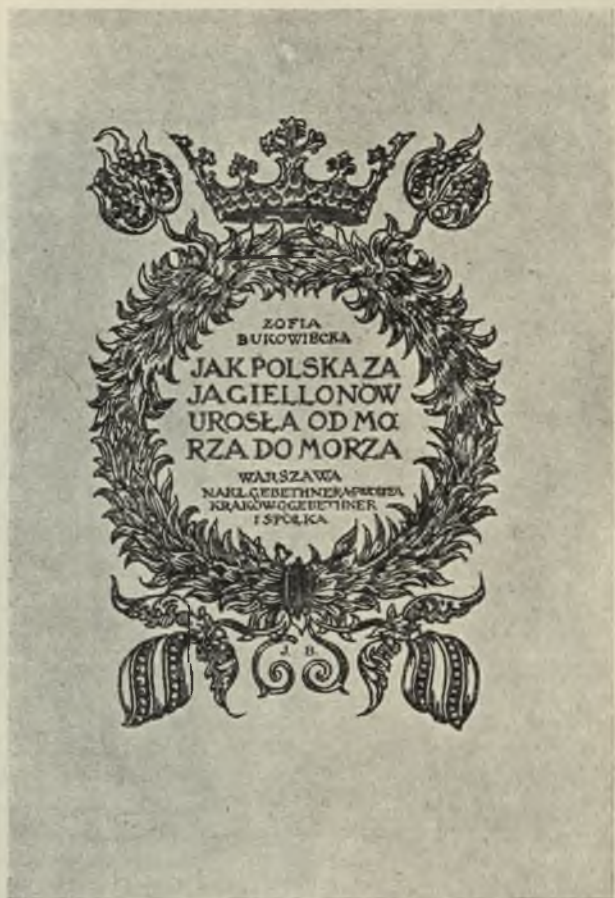 ZOFIA
BUKOWIECKA
JAK POLSKA ZA
JAGIELLONÓW
UROSŁA OD MO
RZA DO MORZA
WARSZAWA
NAKŁ. GEBETHNERA I WOLFFA
KRAKÓW G. GEBETHNER
I SPÓŁKA
J. B.